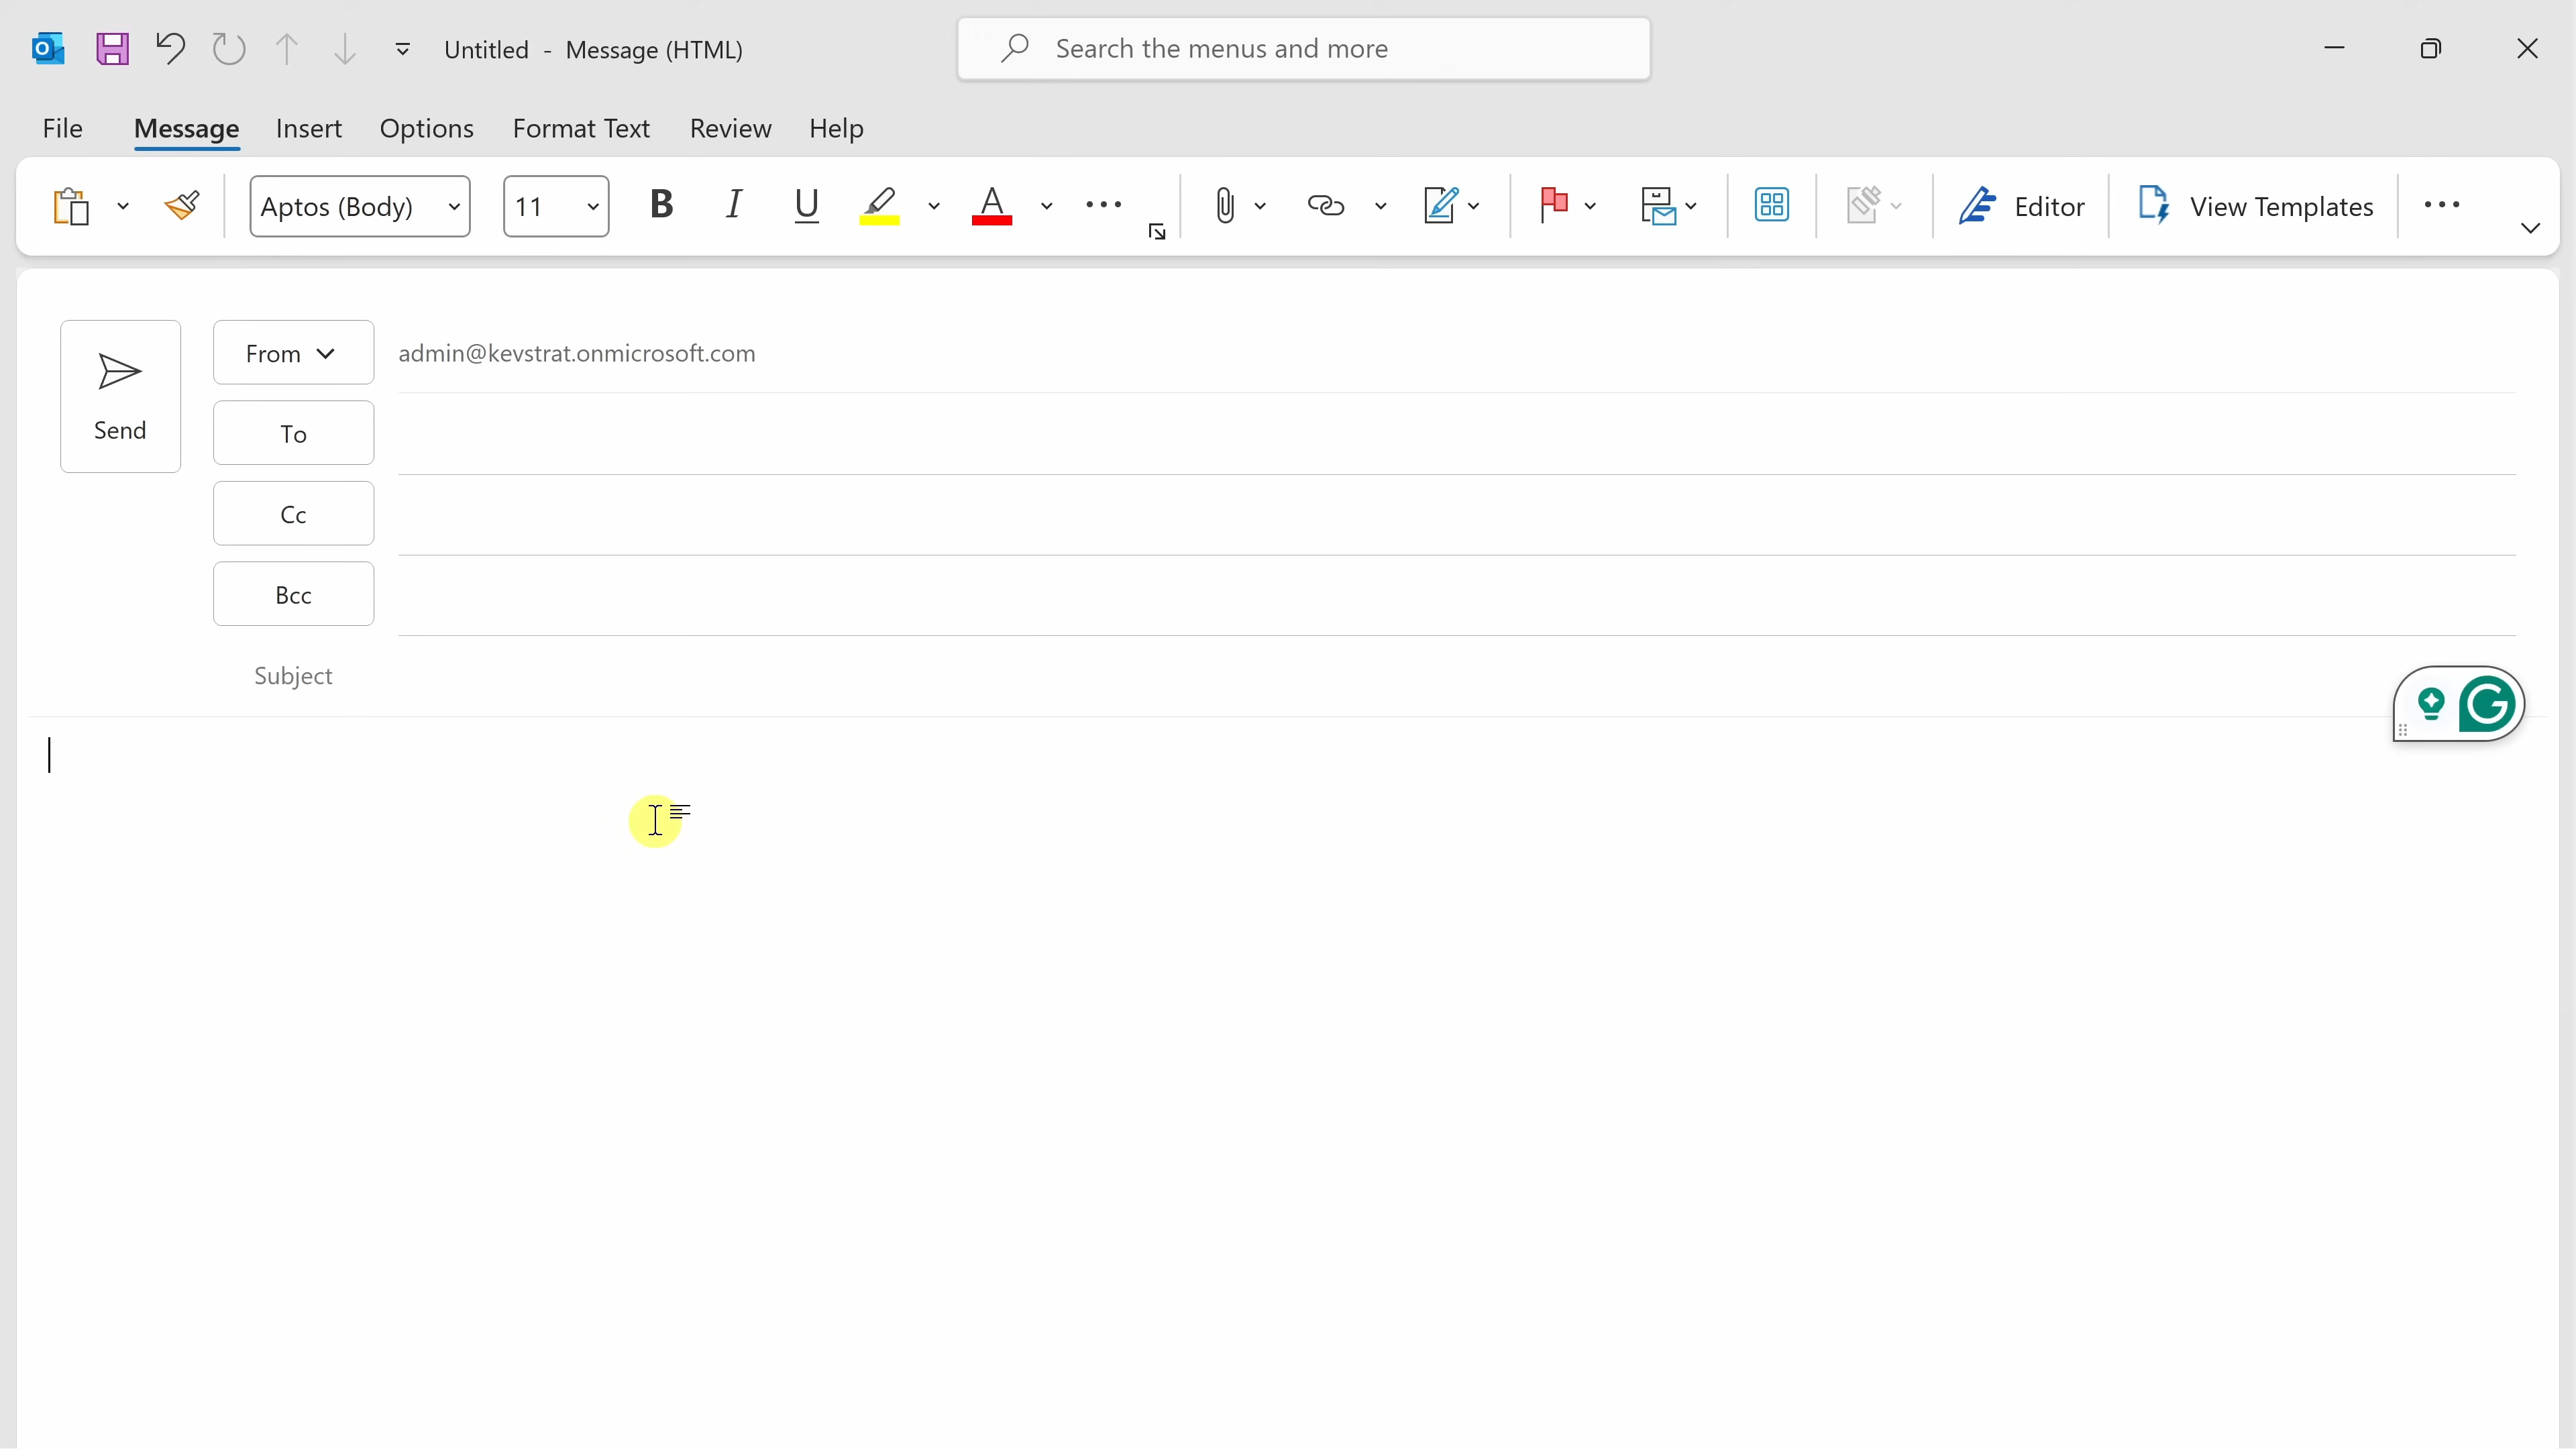 Untitled - Message (HTML)
Search the menus and more
File Message Insert Options Format Text Review Help
Aptos (Body) 11 B I U A Editor View Templates
From admin@kevstrat.onmicrosoft.com
Send
To
Cc
Bcc
Subject